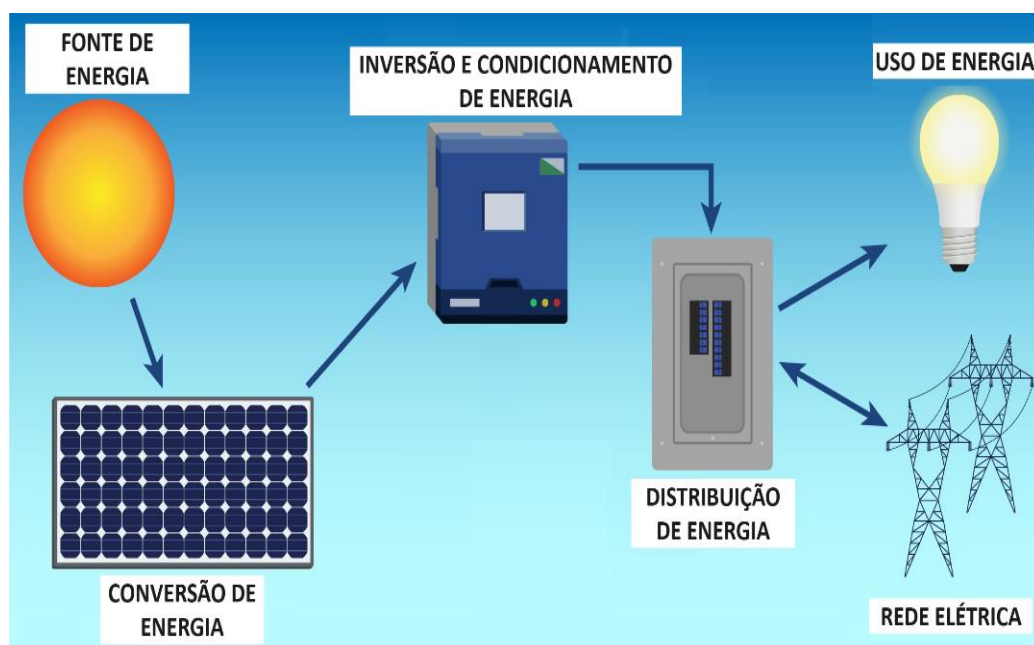 FONTE DE
ENERGIA
INVERSÃO E CONDICIONAMENTO
DE ENERGIA
USO DE ENERGIA
CONVERSÃO DE
ENERGIA
DISTRIBUIÇÃO
DE ENERGIA
REDE ELÉTRICA